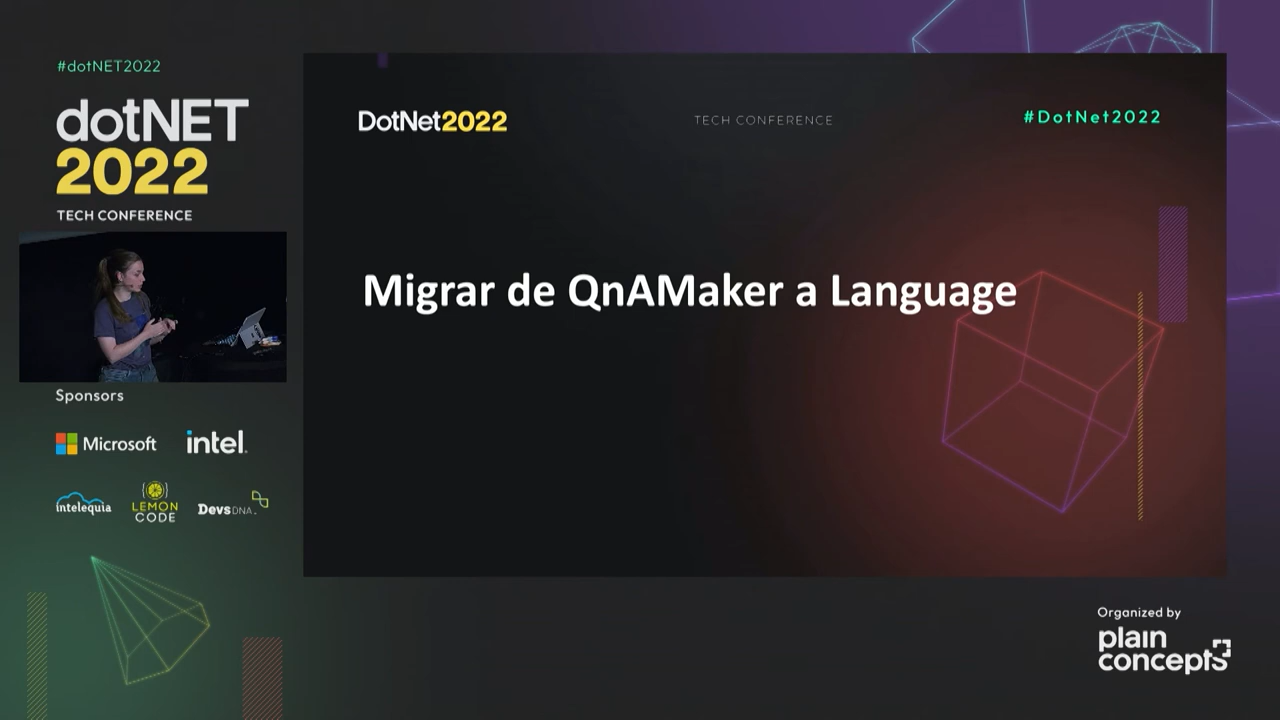 #dotNET2022
dotNET
2022
TECH CONFERENCE
DotNet2022
TECH CONFERENCE
#DotNet2022
Migrar de QnAMaker a Language
Sponsors
Microsoft
intel.
intelequia
LEMON
CODE
DevsDNA
Organized by
plain
concepts